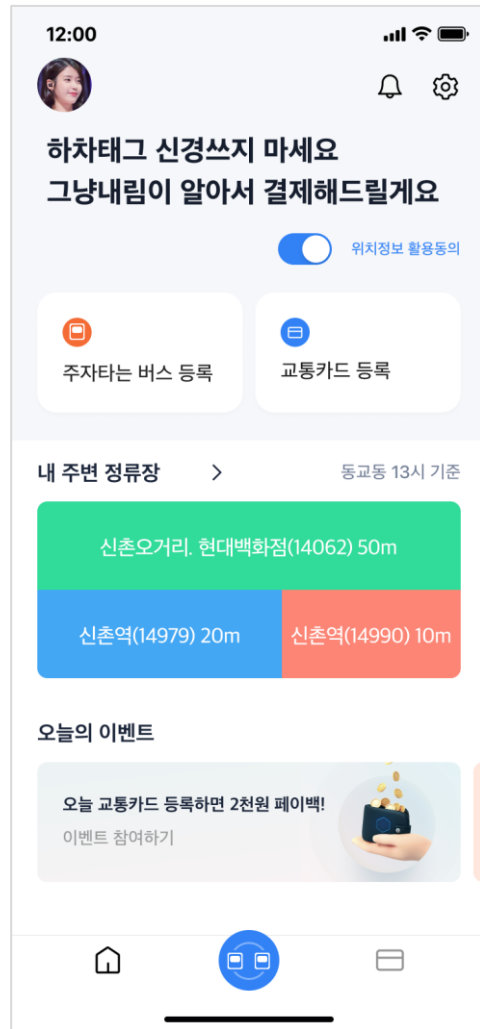 12:00
하차태그 신경쓰지 마세요
그냥내림이 알아서 결제해드릴게요
위치정보 활용동의
주자타는 버스 등록
교통카드 등록
내 주변 정류장
동교동 13시 기준
신촌오거리. 현대백화점(14062) 50m
신촌역(14979) 20m
신촌역(14990) 10m
오늘의 이벤트
오늘 교통카드 등록하면 2천원 페이백!
이벤트 참여하기